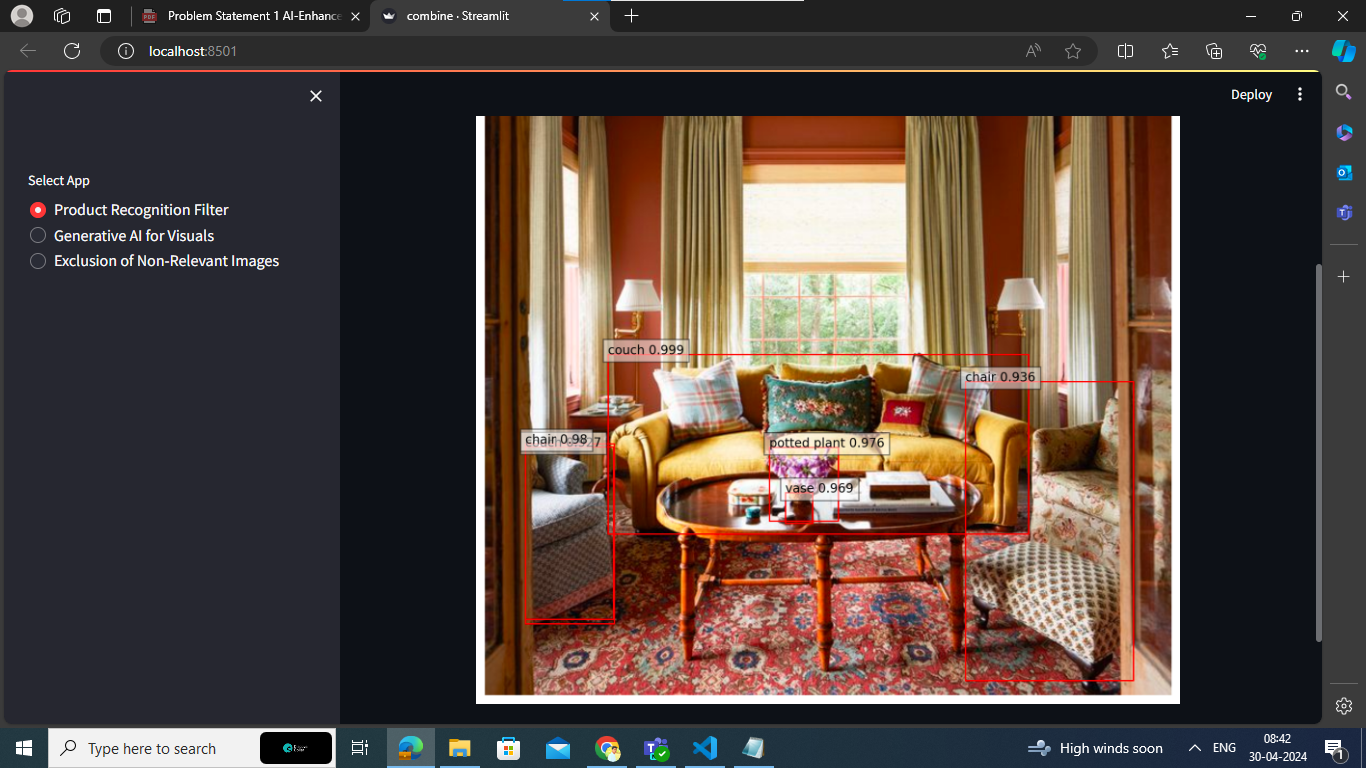 Problem Statement 1 AI-Enhance
combine · Streamlit
localhost:8501
Deploy
Select App
Product Recognition Filter
Generative AI for Visuals
Exclusion of Non-Relevant Images
couch 0.999
chair 0.936
chair 0.98
potted plant 0.976
vase 0.969
Type here to search
High winds soon
ENG
08:42
30-04-2024
1